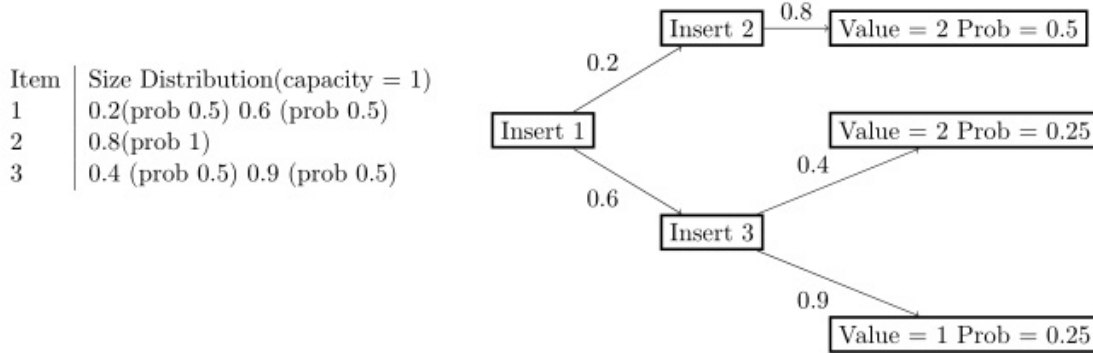 Item Size Distribution(capacity = 1)
1 0.2(prob 0.5) 0.6 (prob 0.5)
2 0.8(prob 1)
3 0.4 (prob 0.5) 0.9 (prob 0.5)
Insert 1
0.2
Insert 2
0.8
Value = 2 Prob = 0.5
0.6
Insert 3
0.4
Value = 2 Prob = 0.25
0.9
Value = 1 Prob = 0.25